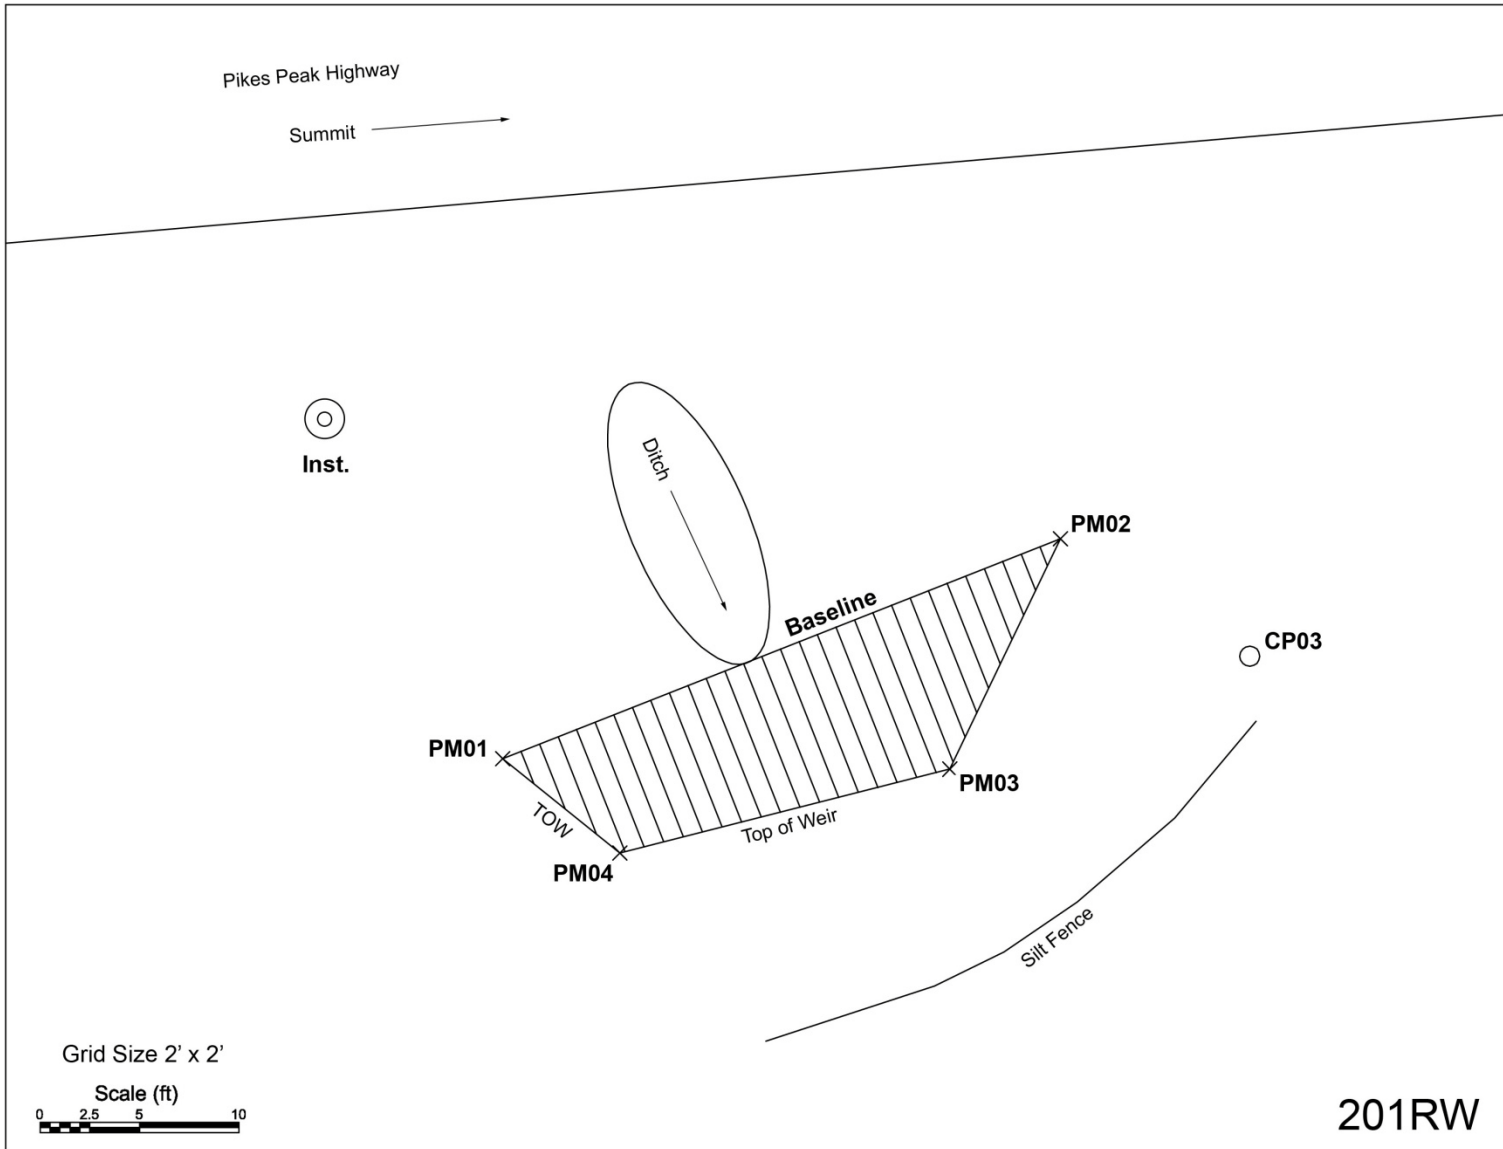 Pikes Peak Highway
Summit
Ditch
Inst.
PM02
Baseline
CP03
PM01
PM03
TOW
Top of Weir
PM04
Silt Fence
Grid Size 2’ x 2’
Scale (ft)
0 2.5 5 10
201RW